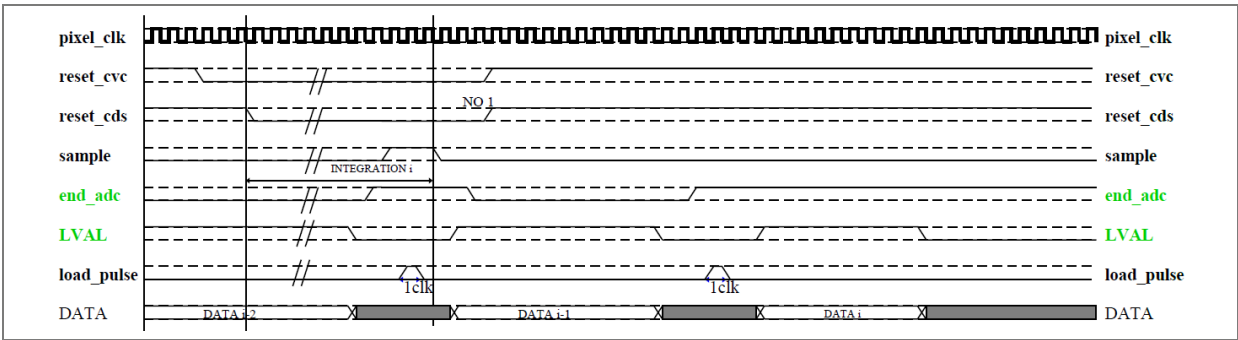 pixel_clk pixel_clk
reset_cvc reset_cvc
NO 1
reset_cds reset_cds
sample sample
INTEGRATION i
end_adc end_adc
LVAL LVAL
load_pulse load_pulse
1clk 1clk
DATA DATA i-2 DATA i-1 DATA i DATA